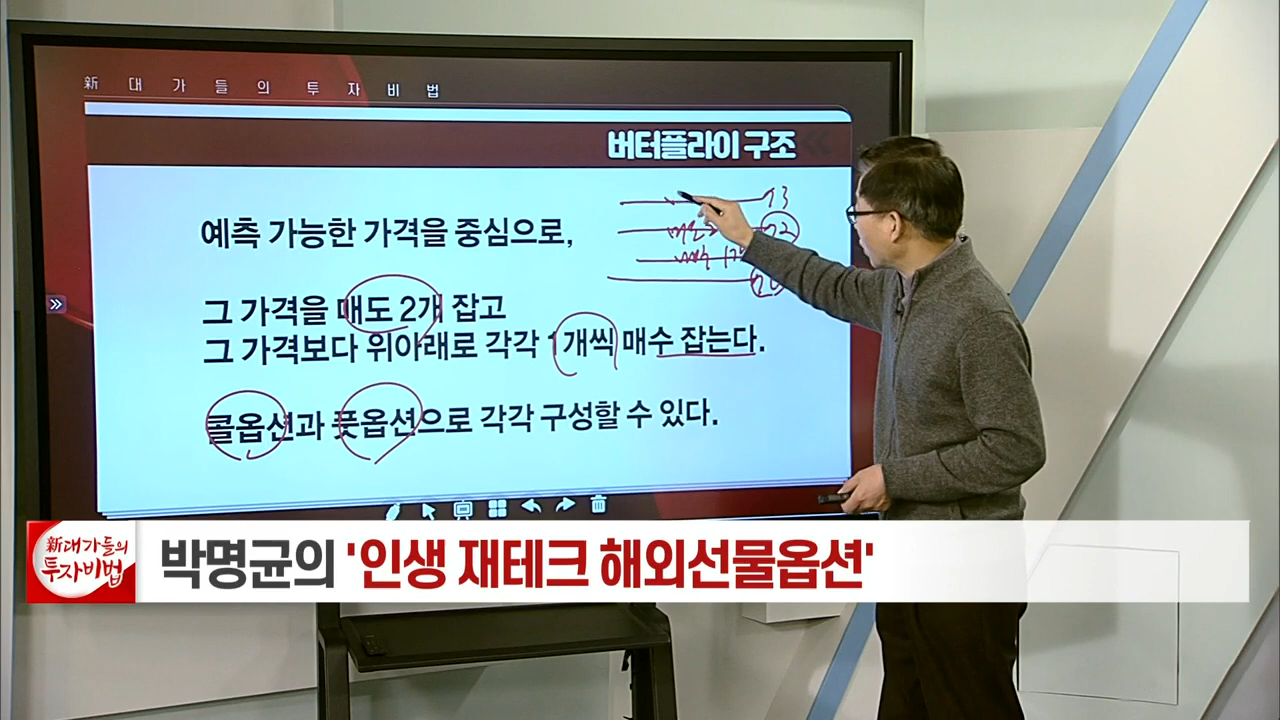 新 대 가 들 의 투 자 비 법
버터플라이 구조
예측 가능한 가격을 중심으로,
그 가격을 매도 2개 잡고
그 가격보다 위아래로 각각 1개씩 매수 잡는다.
콜옵션과 풋옵션으로 각각 구성할 수 있다.
新대가들의
투자비법
박명균의 '인생 재테크 해외선물옵션'